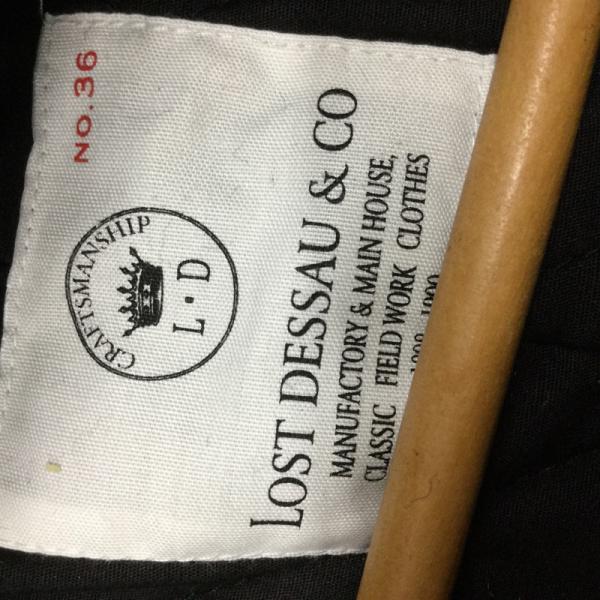 NO.36
CRAFTSMANSHIP
L·D
LOST DESSAU & CO
MANUFACTORY & MAIN HOUSE,
CLASSIC FIELD WORK CLOTHES